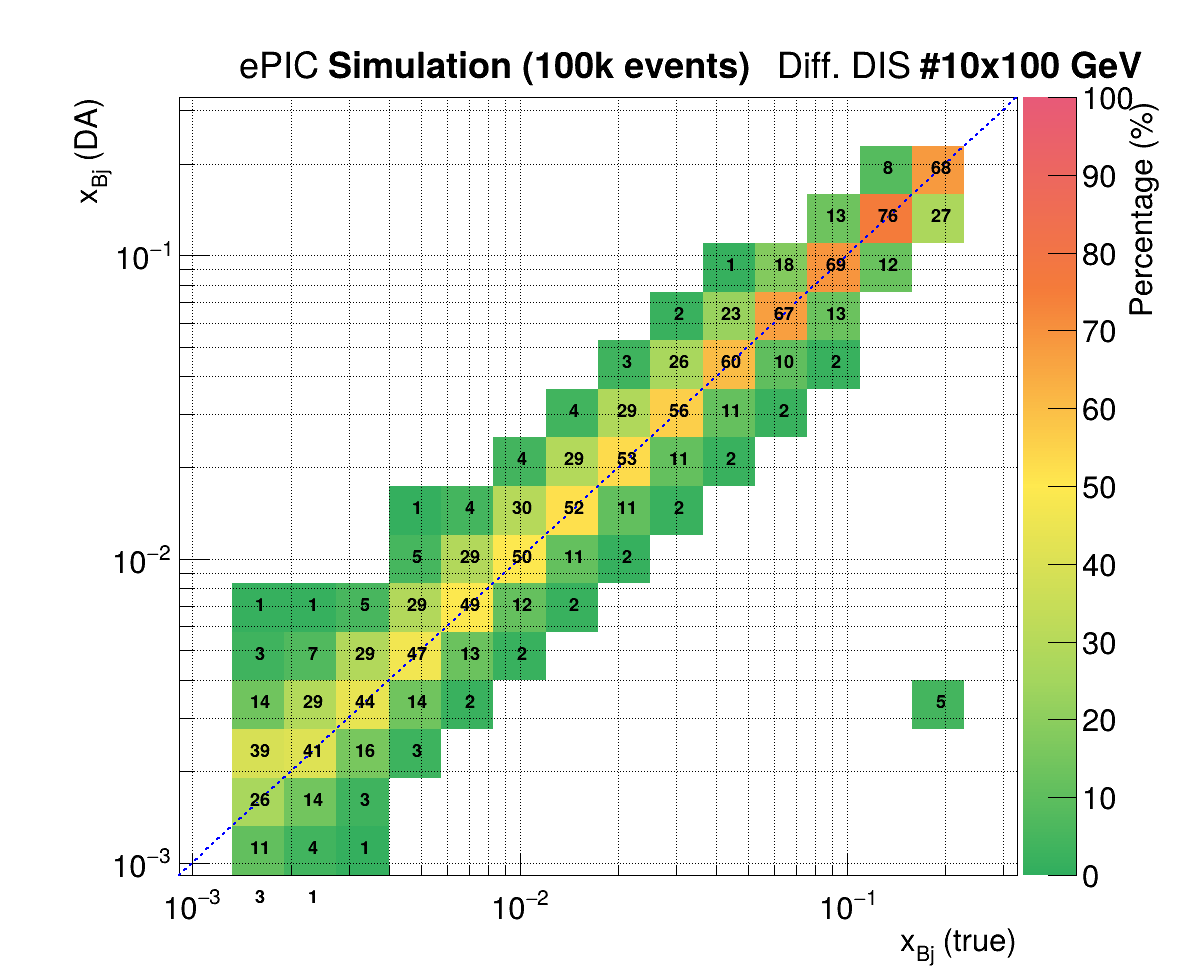 ePIC Simulation (100k events) Diff. DIS #10x100 GeV
x_Bj (DA)
Percentage (%)
100
90
80
70
60
50
40
30
20
10
0
10⁻¹
10⁻²
10⁻³
8 68
13 76 27
1 18 69 12
2 23 67 13
3 26 60 10 2
4 29 56 11 2
4 29 53 11 2
1 4 30 52 11 2
5 29 50 11 2
1 1 5 29 49 12 2
3 7 29 47 13 2
14 29 44 14 2 5
39 41 16 3
26 14 3
11 4 1
3 1
10⁻³ 10⁻² 10⁻¹
x_Bj (true)